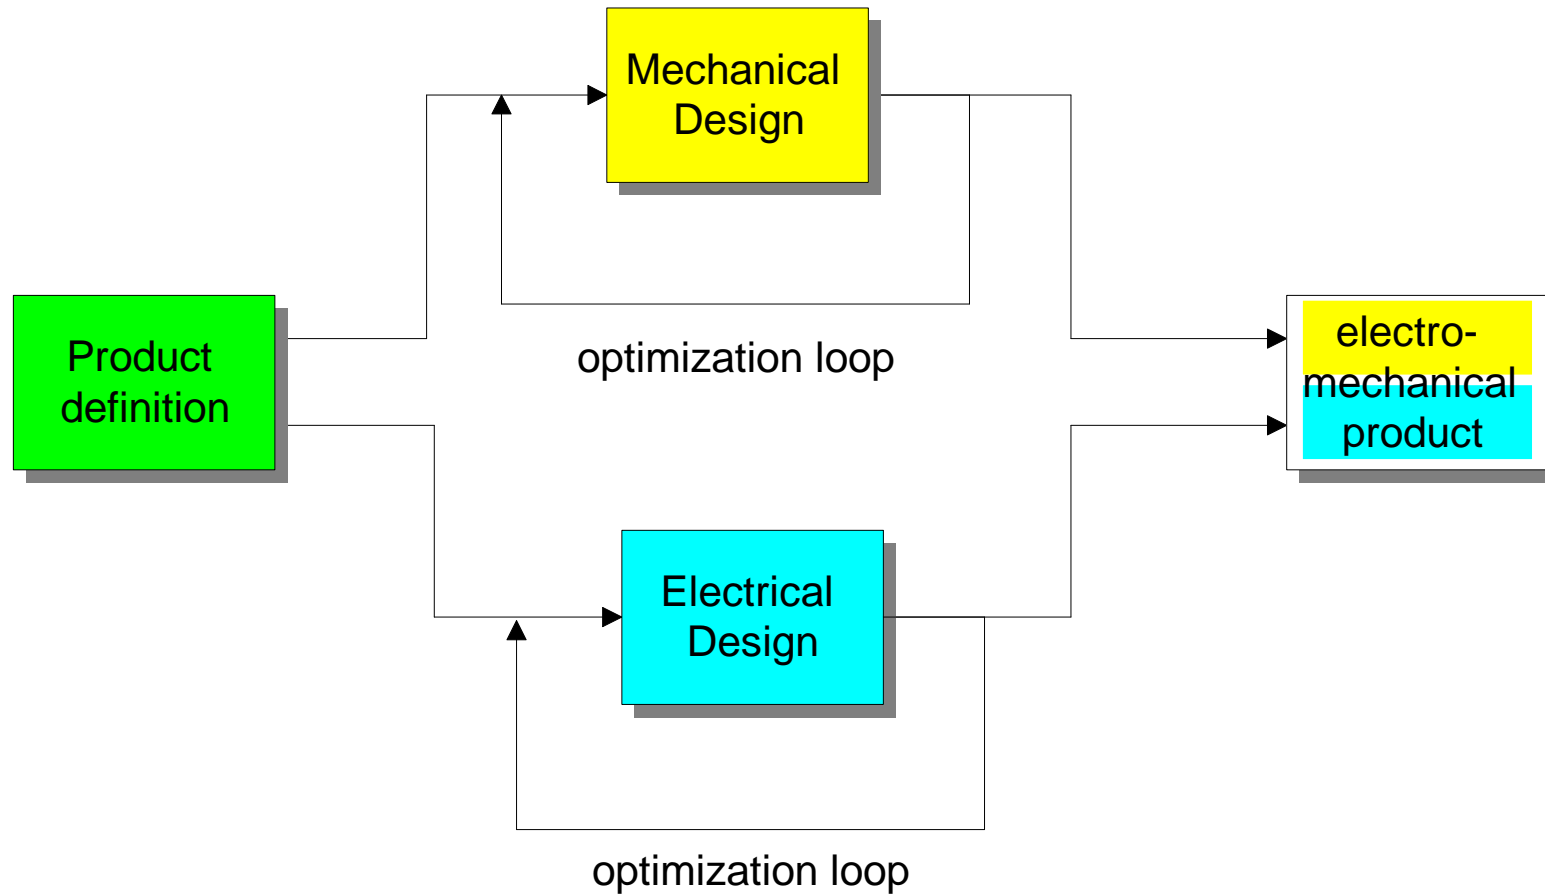 Mechanical
Design
optimization loop
Product
definition
electro-
mechanical
product
Electrical
Design
optimization loop